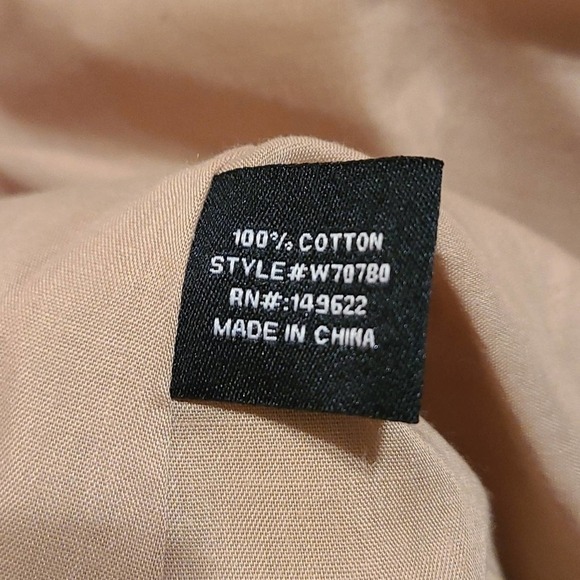 100% COTTON
STYLE#W70780
RN#:149622
MADE IN CHINA